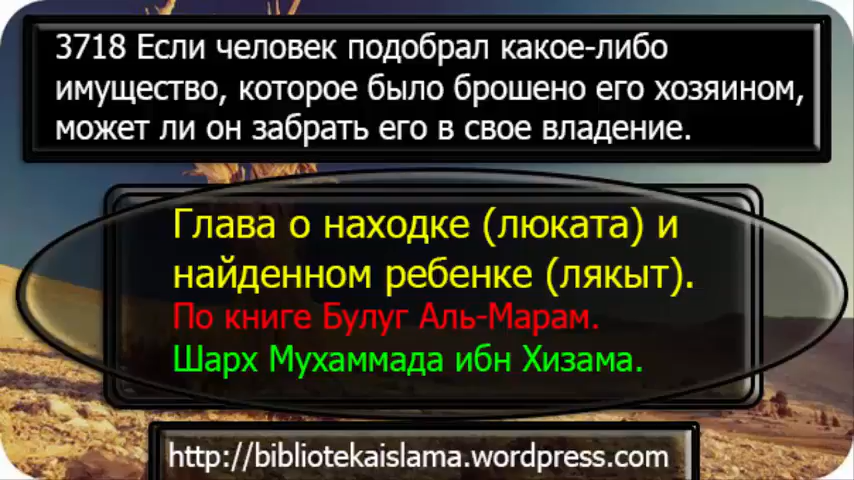 3718 Если человек подобрал какое-либо
имущество, которое было брошено его хозяином,
может ли он забрать его в свое владение.
Глава о находке (люката) и
найденном ребенке (лякыт).
По книге Булуг Аль-Марам.
Шарх Мухаммада ибн Хизама.
http://bibliotekaislama.wordpress.com